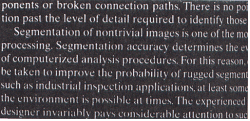 ponents or broken connection paths. There is no poi
tion past the level of detail required to identify those
Segmentation of nontrivial images is one of the mo
processing. Segmentation accuracy determines the ev
of computerized analysis procedures. For this reason, c
be taken to improve the probability of rugged segment
such as industrial inspection applications, at least some
the environment is possible at times. The experienced
designer invariably pays considerable attention to suc